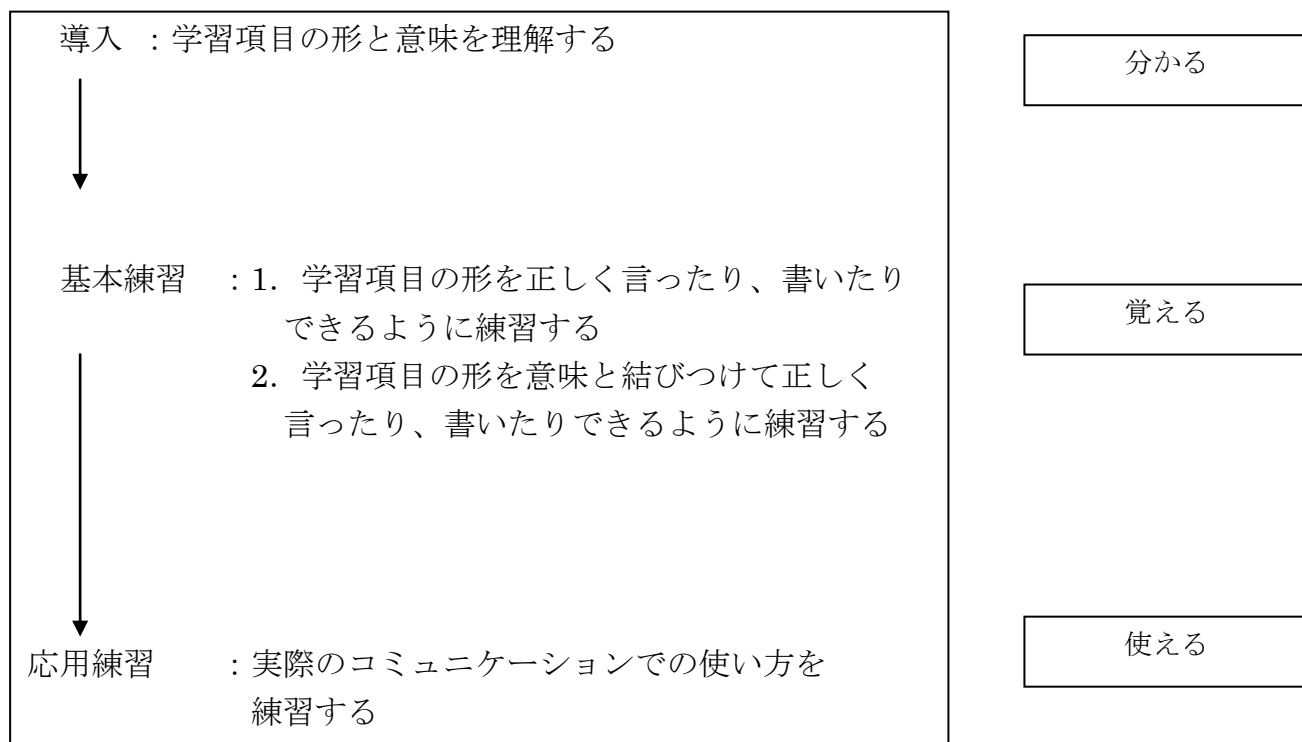 導入 ：学習項目の形と意味を理解する
分かる
基本練習 ：1. 学習項目の形を正しく言ったり、書いたり
できるように練習する
2. 学習項目の形を意味と結びつけて正しく
言ったり、書いたりできるように練習する
覚える
応用練習 ：実際のコミュニケーションでの使い方を
練習する
使える